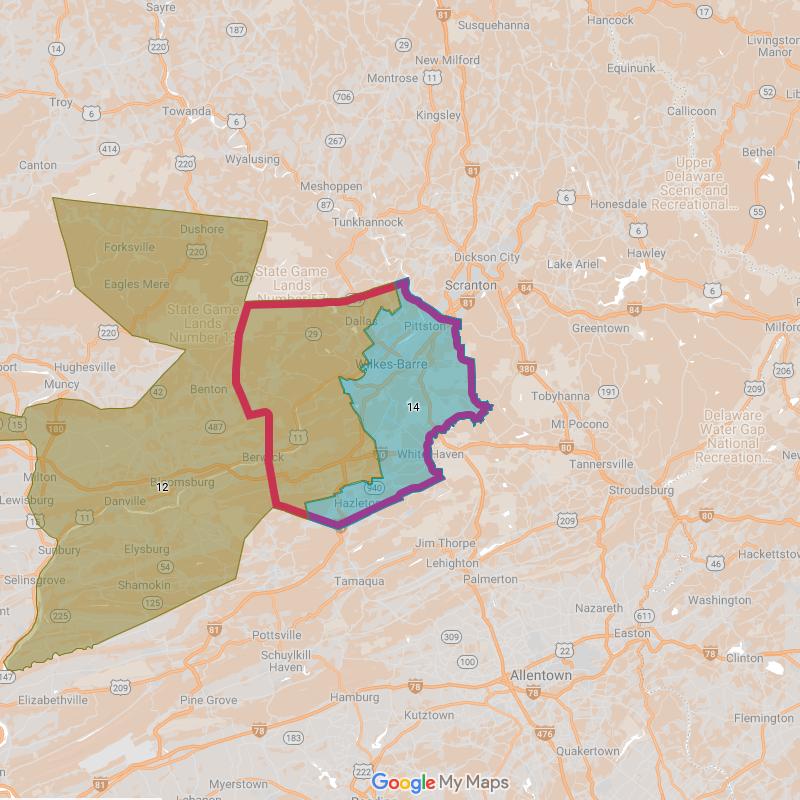 Sayre
Susquehanna
Hancock
81
187
Livingston
Manor
14
220
29
New Milford
17
Equinunk
Montrose
11
Troy
706
52
Towanda
Kingsley
Callicoon
6
6
267
414
Wyalusing
Bethel
Canton
220
81
Upper
Delaware
Scenic and
Recreational...
Meshoppen
87
6
Honesdale
55
Dushore
Tunkhannock
6
Forksville
220
Dickson City
Hawley
487
State Game
Lands
Number 57
Lake Ariel
Eagles Mere
Scranton
84
6
State Game
Lands
Number 13
81
84
Dallas
Pittston
Greentown
Milford
220
29
Hughesville
Wilkes-Barre
380
206
Muncy
Benton
42
191
209
Tobyhanna
14
15
487
11
Mt Pocono
Delaware
Water Gap
National
Recreation...
180
80
Berwick
80
White Haven
Tannersville
Milton
12
Bloomsburg
940
Stroudsburg
Lewisburg
Danville
Hazleton
11
80
15
209
Sunbury
Elysburg
Jim Thorpe
Hackettstown
54
Lehighton
46
Selinsgrove
Shamokin
Tamaqua
Palmerton
125
Washington
225
Nazareth
611
81
Pottsville
309
Easton
Schuylkill
Haven
22
Clinton
147
100
209
78
Allentown
78
Elizabethville
Pine Grove
Hamburg
78
Kutztown
Flemington
78
183
476
Quakertown
222
81
Myerstown
Google My Maps
Lebanon